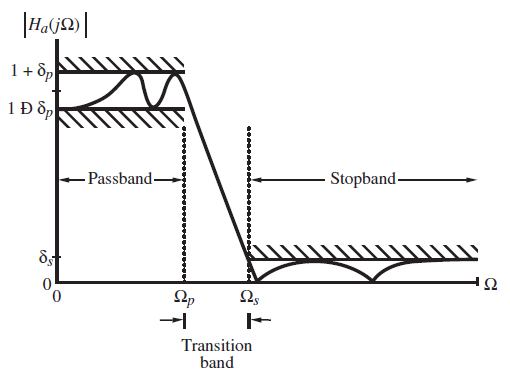 |Hₐ(jΩ)|
1 + δₚ
1 Ð δₚ
Passband
Stopband
δₛ
0
0
Ωₚ
Ωₛ
Ω
Transition
band